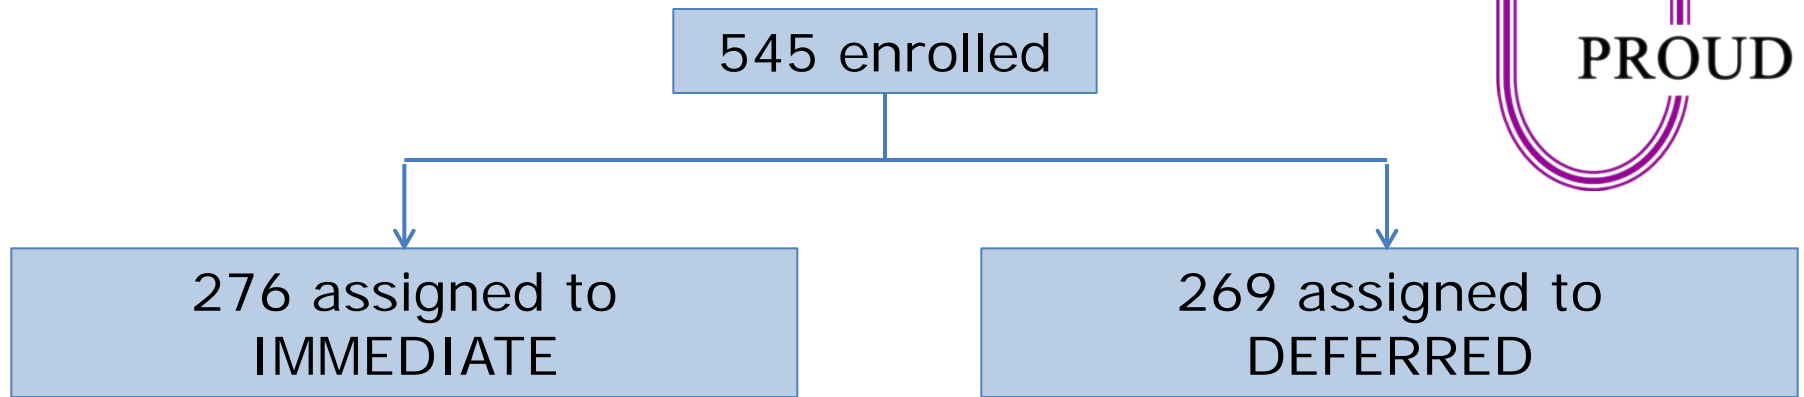 545 enrolled
PROUD
276 assigned to
IMMEDIATE
269 assigned to
DEFERRED